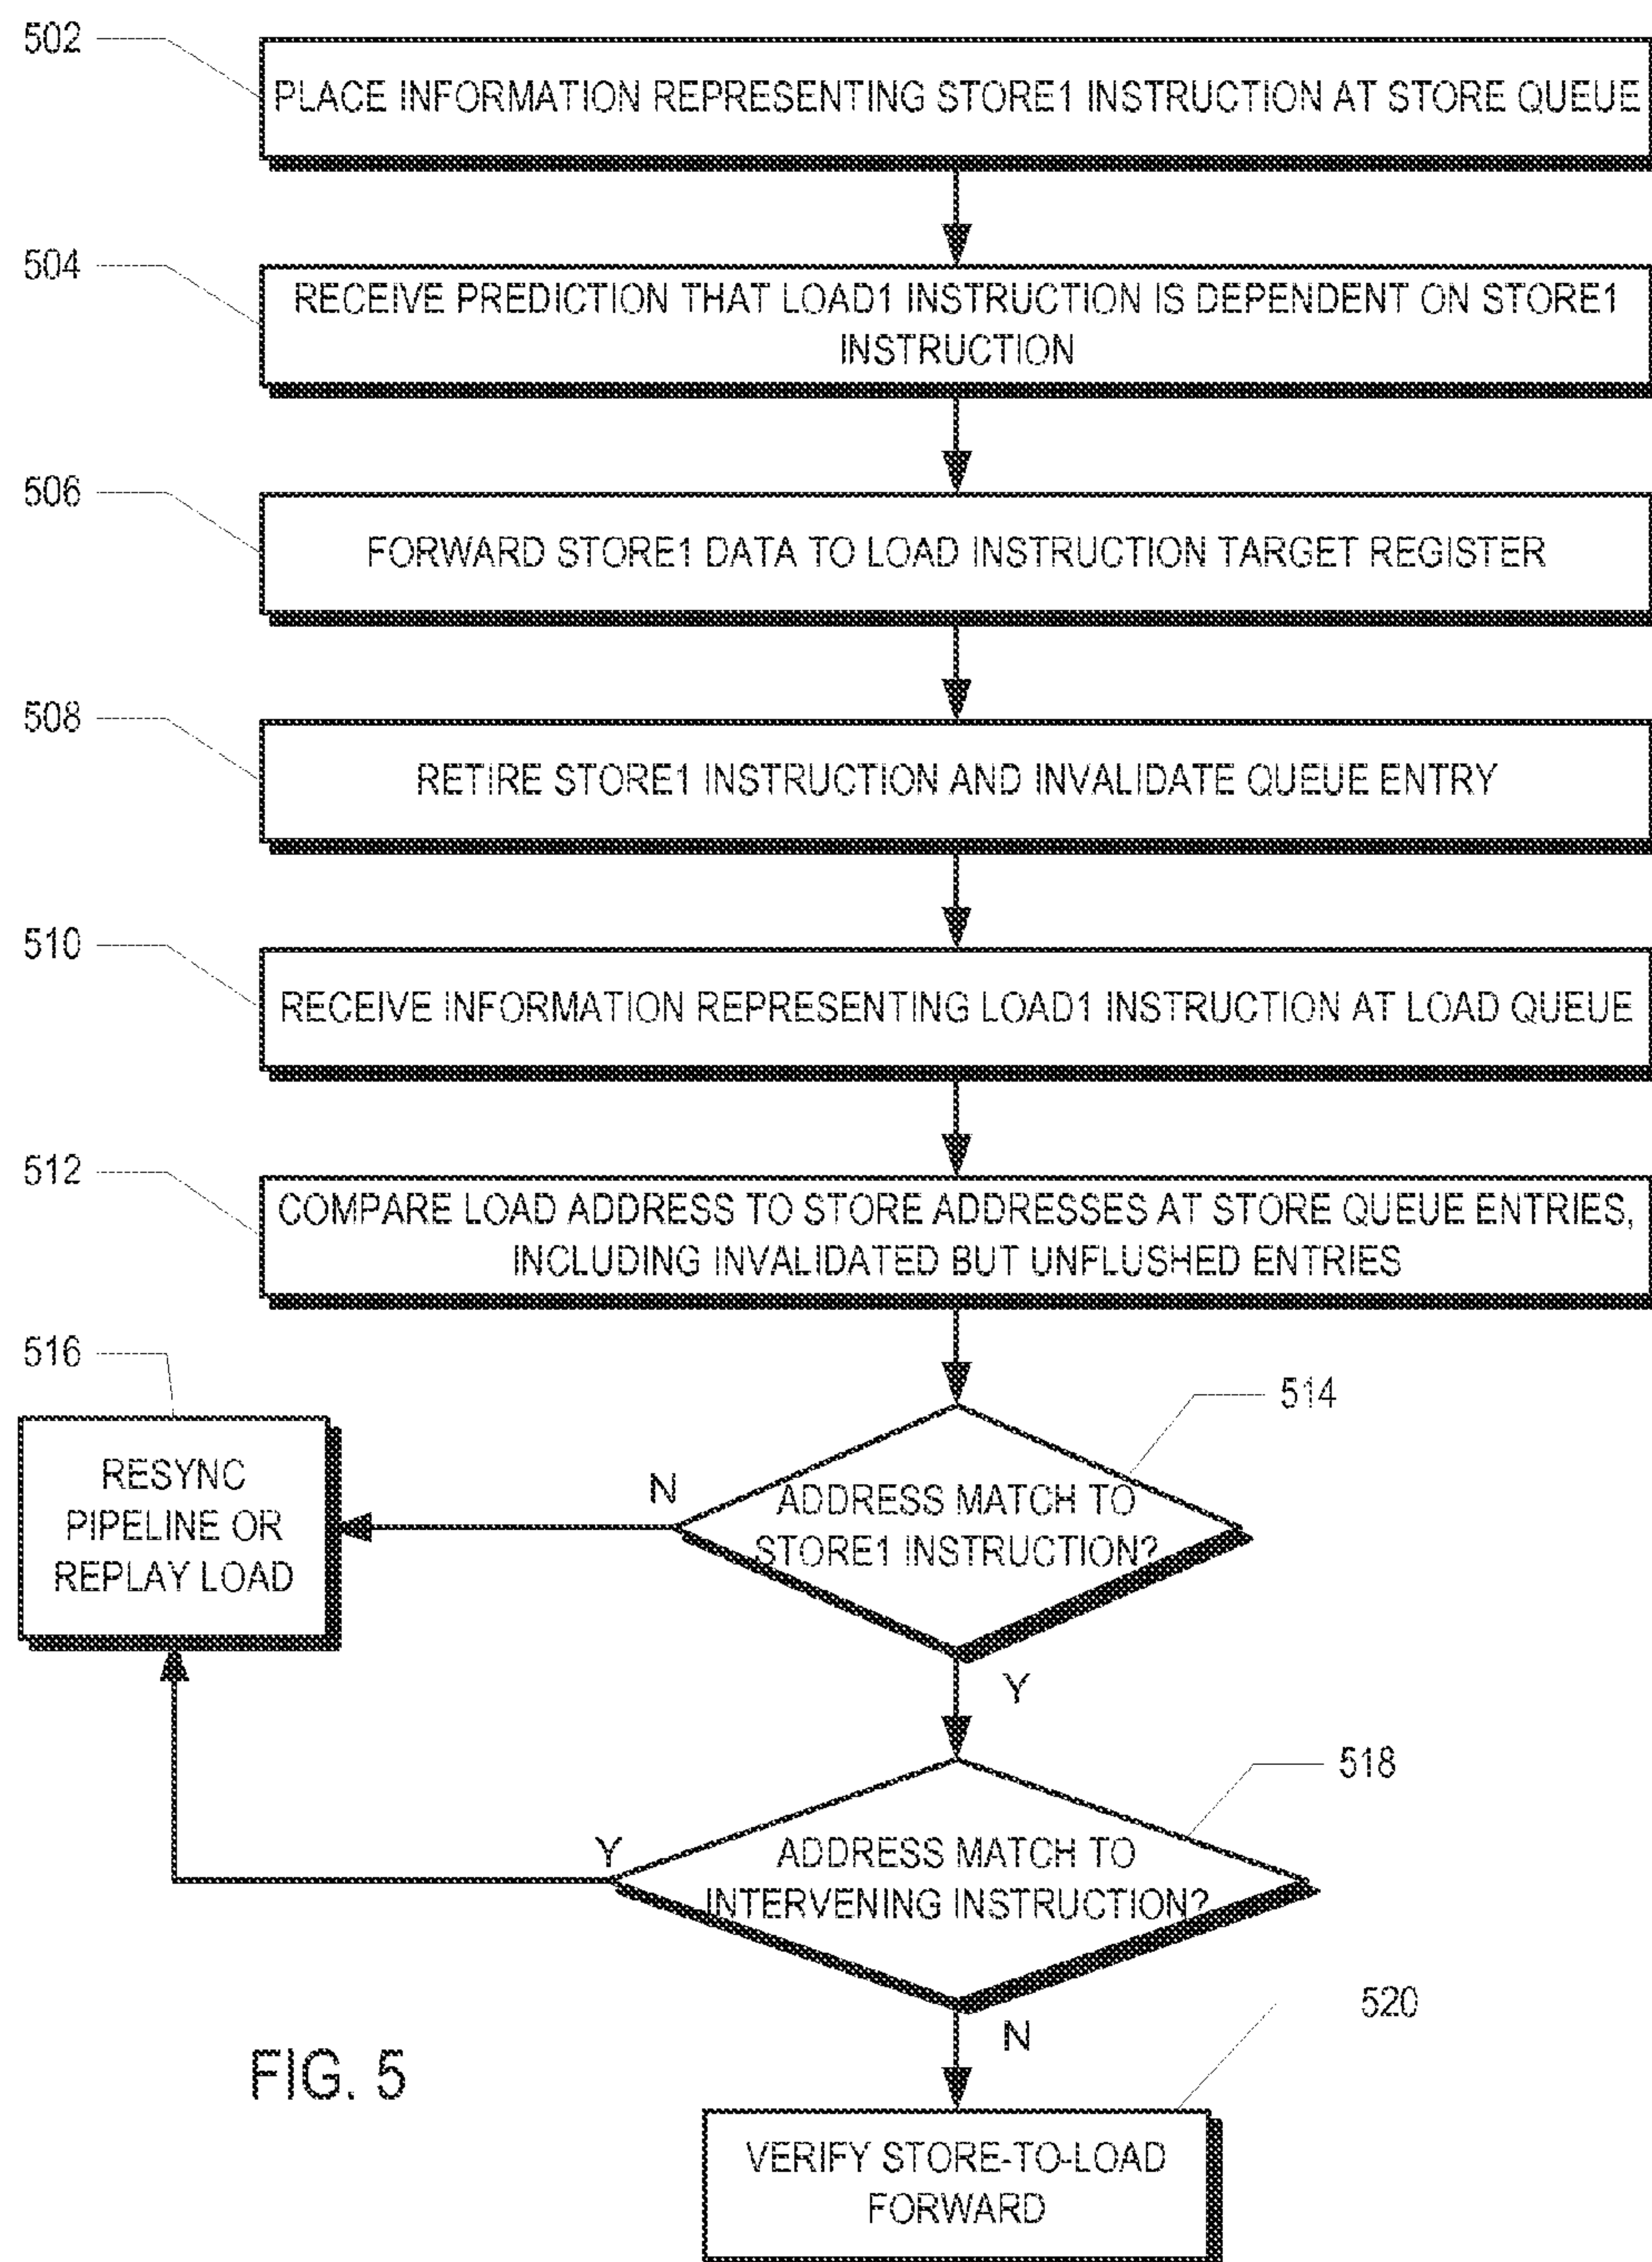 502
PLACE INFORMATION REPRESENTING STORE1 INSTRUCTION AT STORE QUEUE
504
RECEIVE PREDICTION THAT LOAD1 INSTRUCTION IS DEPENDENT ON STORE1
INSTRUCTION
506
FORWARD STORE1 DATA TO LOAD INSTRUCTION TARGET REGISTER
508
RETIRE STORE1 INSTRUCTION AND INVALIDATE QUEUE ENTRY
510
RECEIVE INFORMATION REPRESENTING LOAD1 INSTRUCTION AT LOAD QUEUE
512
COMPARE LOAD ADDRESS TO STORE ADDRESSES AT STORE QUEUE ENTRIES,
INCLUDING INVALIDATED BUT UNFLUSHED ENTRIES
516
RESYNC
PIPELINE OR
REPLAY LOAD
514
N
ADDRESS MATCH TO
STORE1 INSTRUCTION?
Y
518
Y
ADDRESS MATCH TO
INTERVENING INSTRUCTION?
N
520
VERIFY STORE-TO-LOAD
FORWARD
FIG. 5